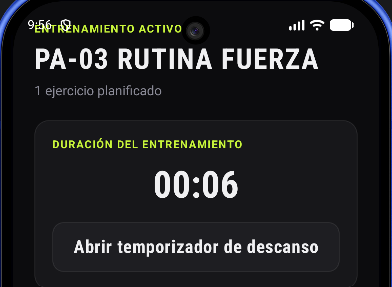 9:56
ENTRENAMIENTO ACTIVO
PA-03 RUTINA FUERZA
1 ejercicio planificado
DURACIÓN DEL ENTRENAMIENTO
00:06
Abrir temporizador de descanso